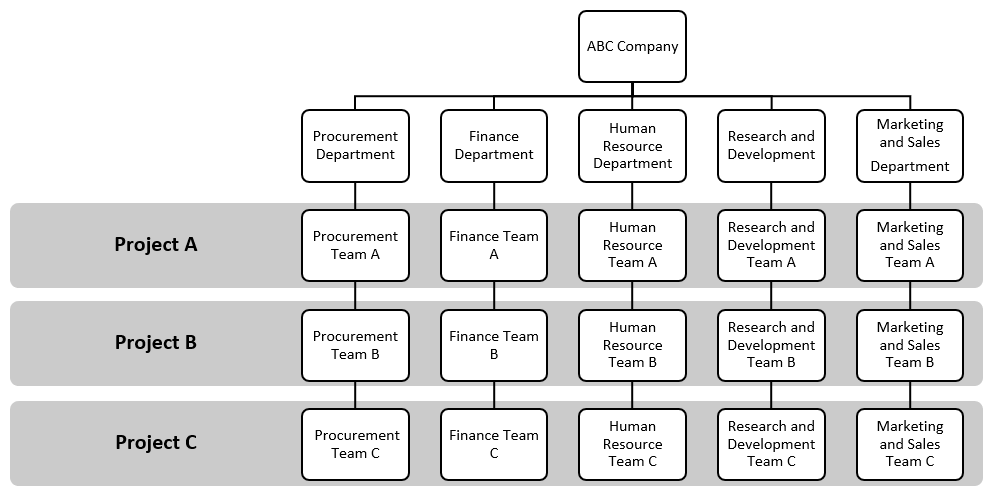 ABC Company
Procurement
Department
Finance
Department
Human
Resource
Department
Research and
Development
Marketing
and Sales
Department
Project A
Procurement
Team A
Finance Team
A
Human
Resource
Team A
Research and
Development
Team A
Marketing
and Sales
Team A
Project B
Procurement
Team B
Finance Team
B
Human
Resource
Team B
Research and
Development
Team B
Marketing
and Sales
Team B
Project C
Procurement
Team C
Finance Team
C
Human
Resource
Team C
Research and
Development
Team C
Marketing
and Sales
Team C